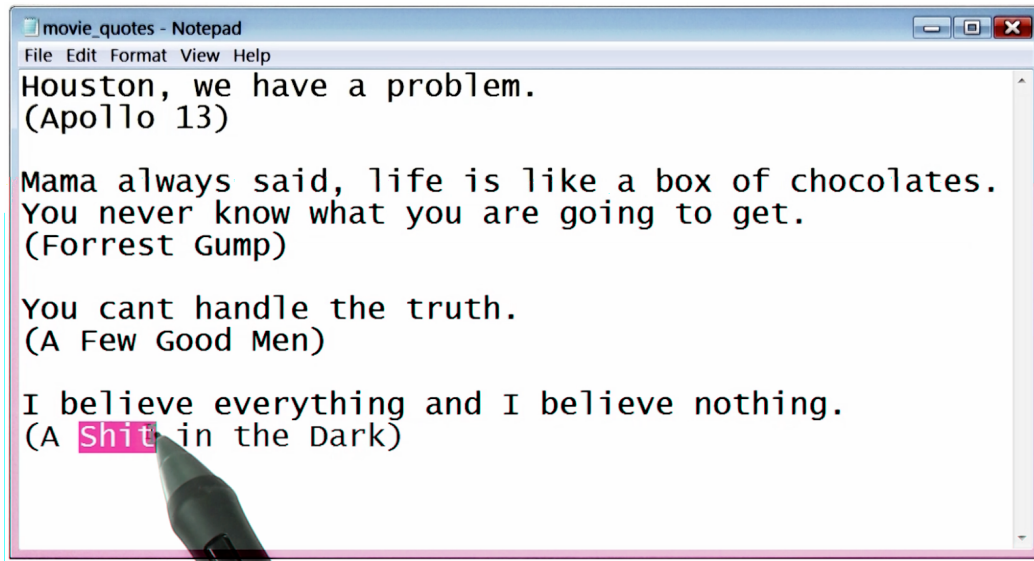 movie_quotes - Notepad
File Edit Format View Help
Houston, we have a problem.
(Apollo 13)
Mama always said, life is like a box of chocolates.
You never know what you are going to get.
(Forrest Gump)
You cant handle the truth.
(A Few Good Men)
I believe everything and I believe nothing.
(A Shit in the Dark)